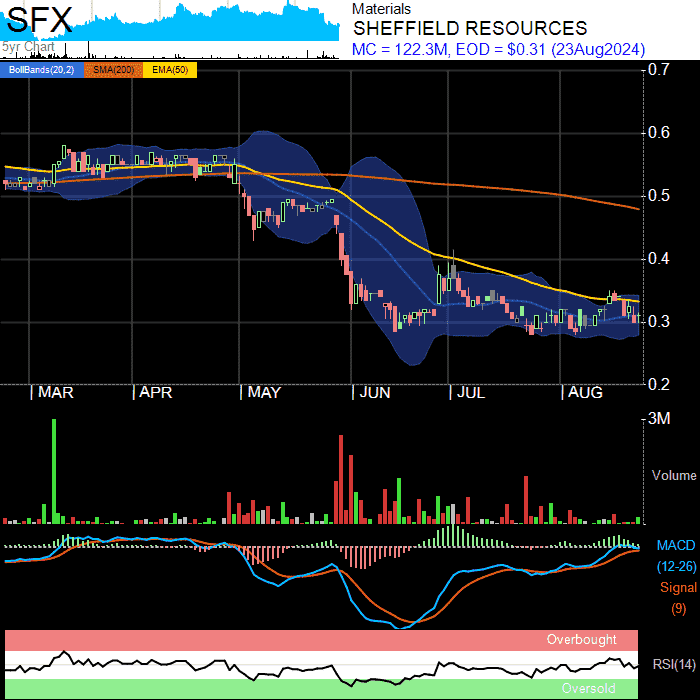 SFX
5yr Chart
Materials
SHEFFIELD RESOURCES
MC = 122.3M, EOD = $0.31 (23Aug2024)
BollBands(20,2) SMA(200) EMA(50)
0.7
0.6
0.5
0.4
0.3
0.2
MAR APR MAY JUN JUL AUG
3M
Volume
MACD
(12-26)
Signal
(9)
Overbought
RSI(14)
Oversold